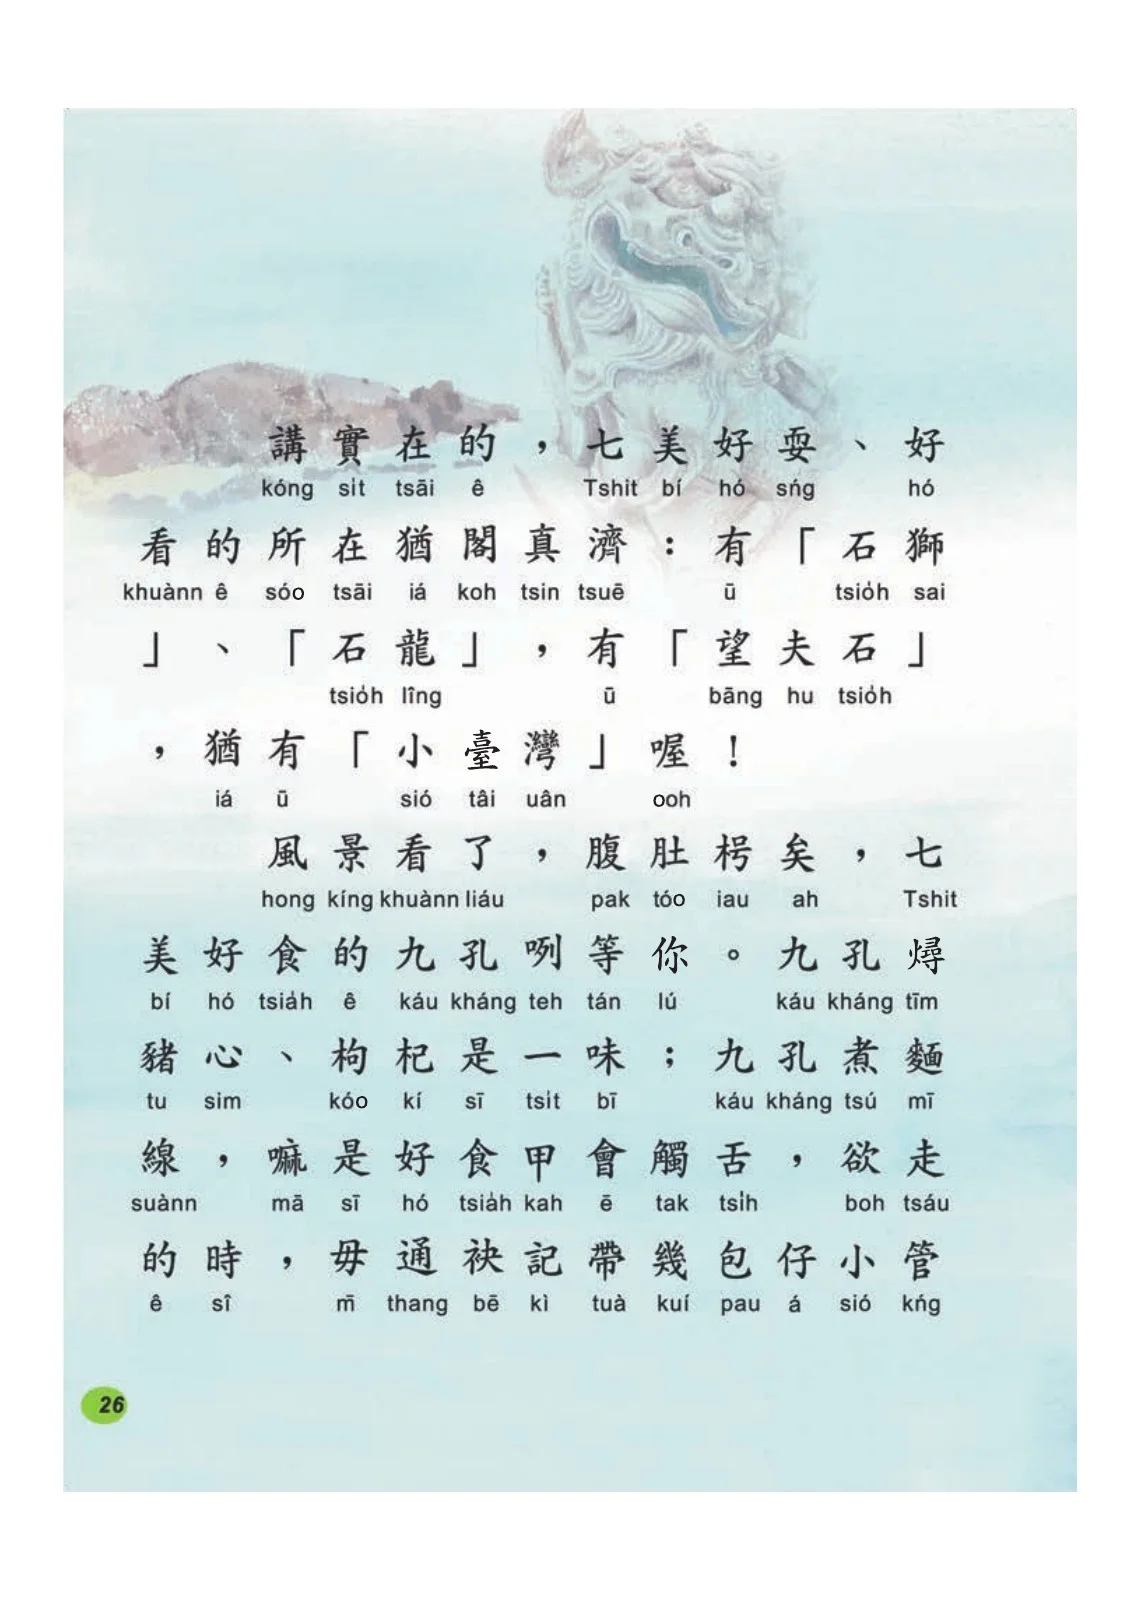 講實在的，七美好耍、好
kóng si̍t tsāi ê Tshit bí hó sńg hó
看的所在猶閣真濟：有「石獅
khuànn ê sóo tsāi iá koh tsin tsuē ū tsio̍h sai
」、「石龍」，有「望夫石」
tsio̍h lîng ū bāng hu tsio̍h
，猶有「小臺灣」喔！
iá ū sió tâi uân ooh
風景看了，腹肚枵矣，七
hong kíng khuànn liáu pak tóo iau ah Tshit
美好食的九孔咧等你。九孔燖
bí hó tsia̍h ê káu kháng teh tán lú káu kháng tīm
豬心、枸杞是一味；九孔煮麵
tu sim kóo kí sī tsi̍t bī káu kháng tsú mī
線，嘛是好食甲會觸舌，欲走
suànn mā sī hó tsia̍h kah ē tak tsi̍h boh tsáu
的時，毋通袂記帶幾包仔小管
ê sî m̄ thang bē kì tuà kuí pau á sió kńg
26